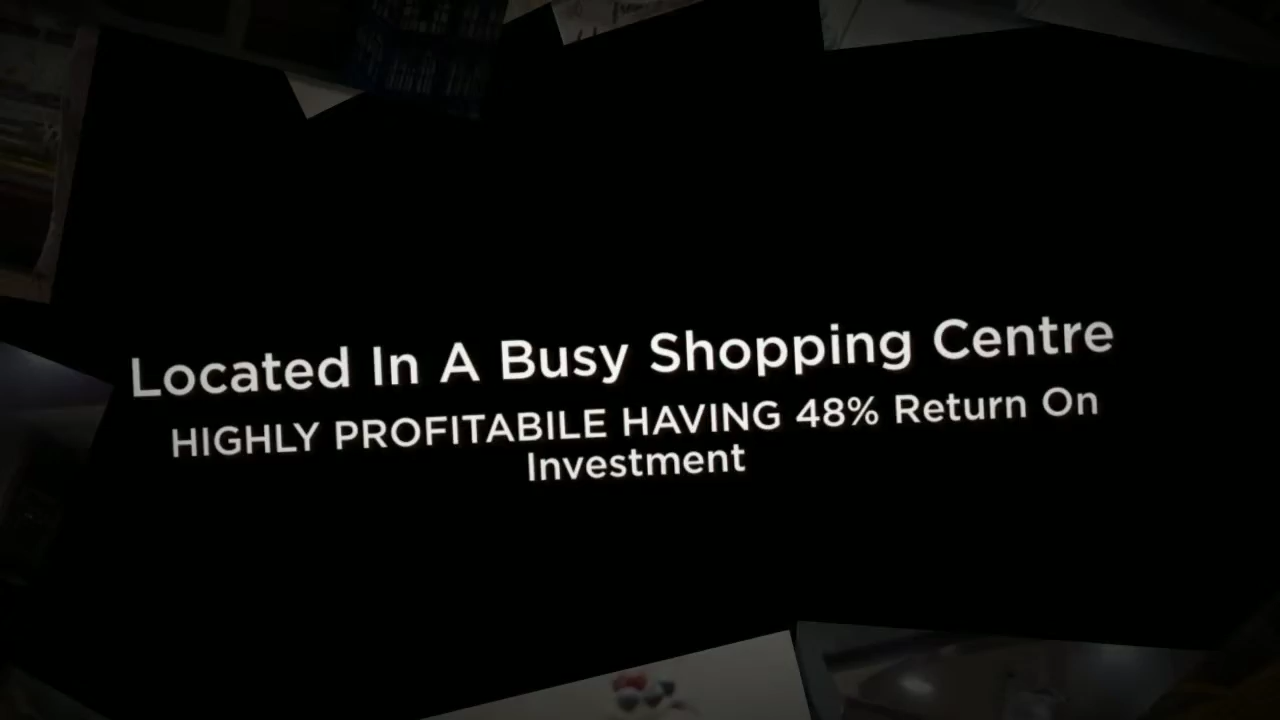 Located In A Busy Shopping Centre
HIGHLY PROFITABILE HAVING 48% Return On
Investment